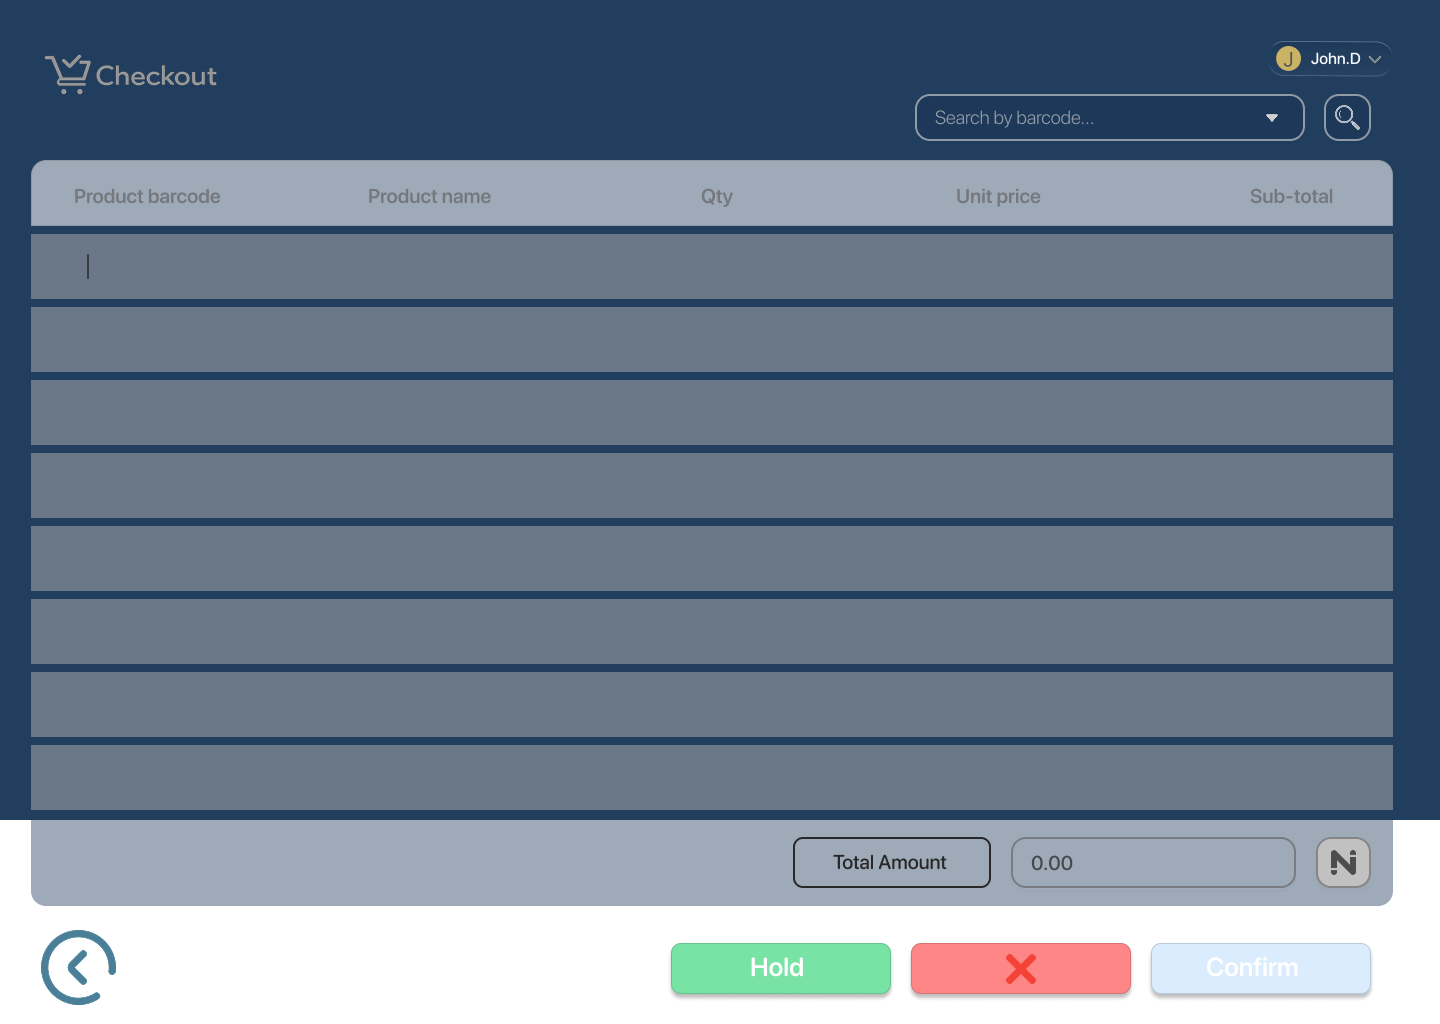 Checkout
J John.D
Search by barcode...
Product barcode Product name Qty Unit price Sub-total
Total Amount 0.00 N
Hold Confirm